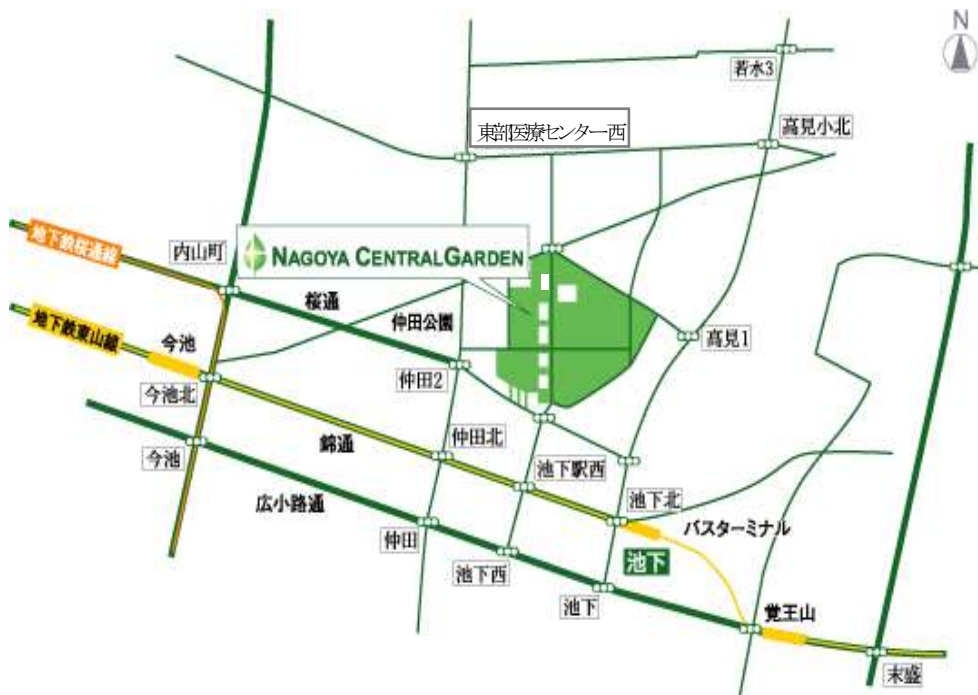 N
若水3
東部医療センター西
高見小北
地下鉄桜通線
内山町
NAGOYA CENTRAL GARDEN
桜通
仲田公園
地下鉄東山線
今池
高見1
仲田2
今池北
仲田北
今池
錦通
池下駅西
広小路通
池下北
バスターミナル
仲田
池下西
池下
池下
覚王山
末盛